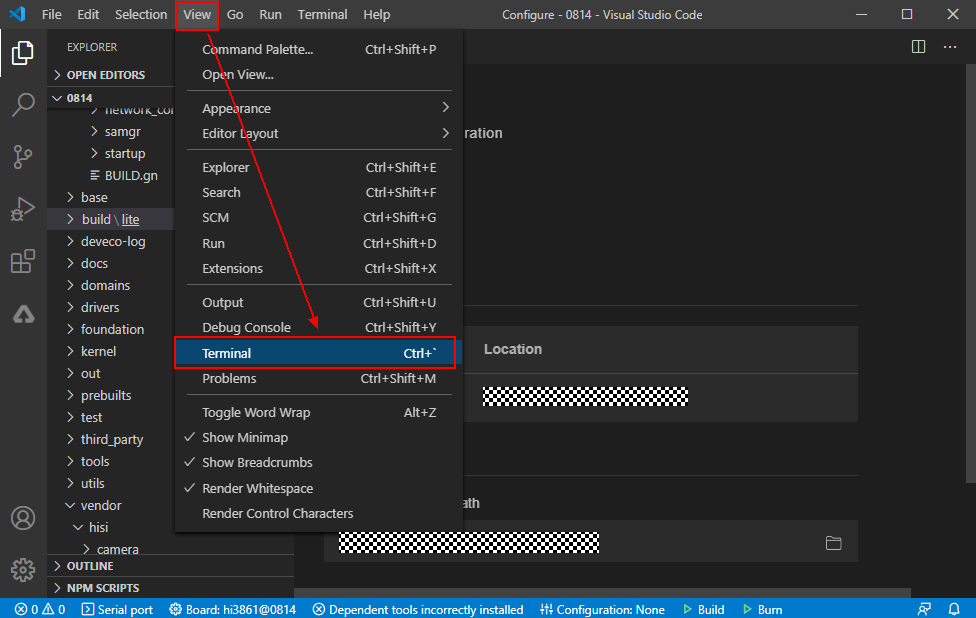 File Edit Selection View Go Run Terminal Help Configure - 0814 - Visual Studio Code
EXPLORER
OPEN EDITORS
0814
samgr
startup
BUILD.gn
base
build \ lite
deveco-log
docs
domains
drivers
foundation
kernel
out
prebuilts
test
third_party
tools
utils
vendor
hisi
camera
OUTLINE
NPM SCRIPTS
Command Palette... Ctrl+Shift+P
Open View...
Appearance
Editor Layout
Explorer Ctrl+Shift+E
Search Ctrl+Shift+F
SCM Ctrl+Shift+G
Run Ctrl+Shift+D
Extensions Ctrl+Shift+X
Output Ctrl+Shift+U
Debug Console Ctrl+Shift+Y
Terminal Ctrl+`
Problems Ctrl+Shift+M
Toggle Word Wrap Alt+Z
Show Minimap
Show Breadcrumbs
Render Whitespace
Render Control Characters
ration
Location
ath
0 0 Serial port Board: hi3861@0814 Dependent tools incorrectly installed Configuration: None Build Burn